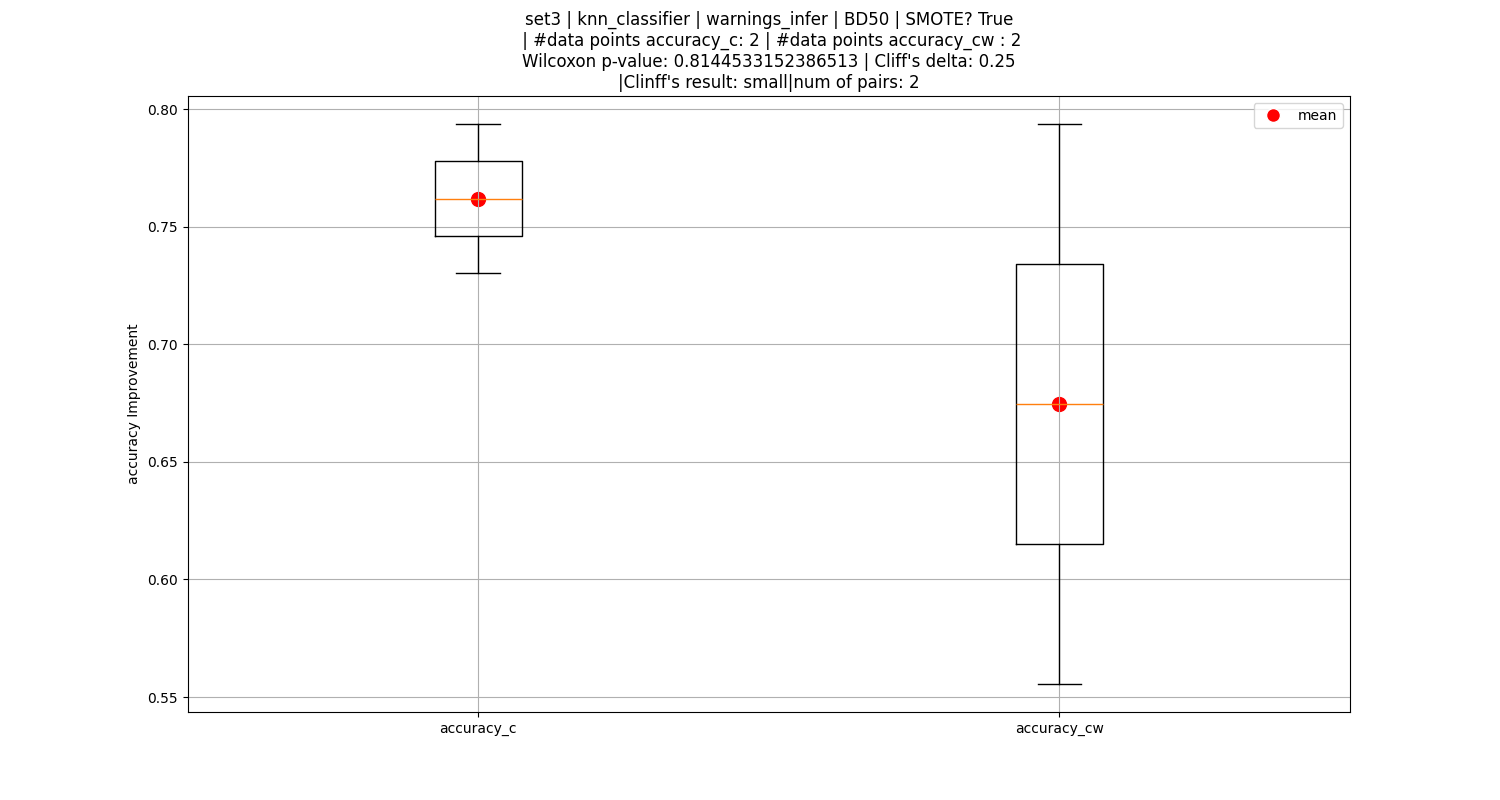 set3 | knn_classifier | warnings_infer | BD50 | SMOTE? True
| #data points accuracy_c: 2 | #data points accuracy_cw : 2
Wilcoxon p-value: 0.8144533152386513 | Cliff's delta: 0.25
|Clinff's result: small|num of pairs: 2
mean
0.80
0.75
0.70
0.65
0.60
0.55
accuracy Improvement
accuracy_c
accuracy_cw